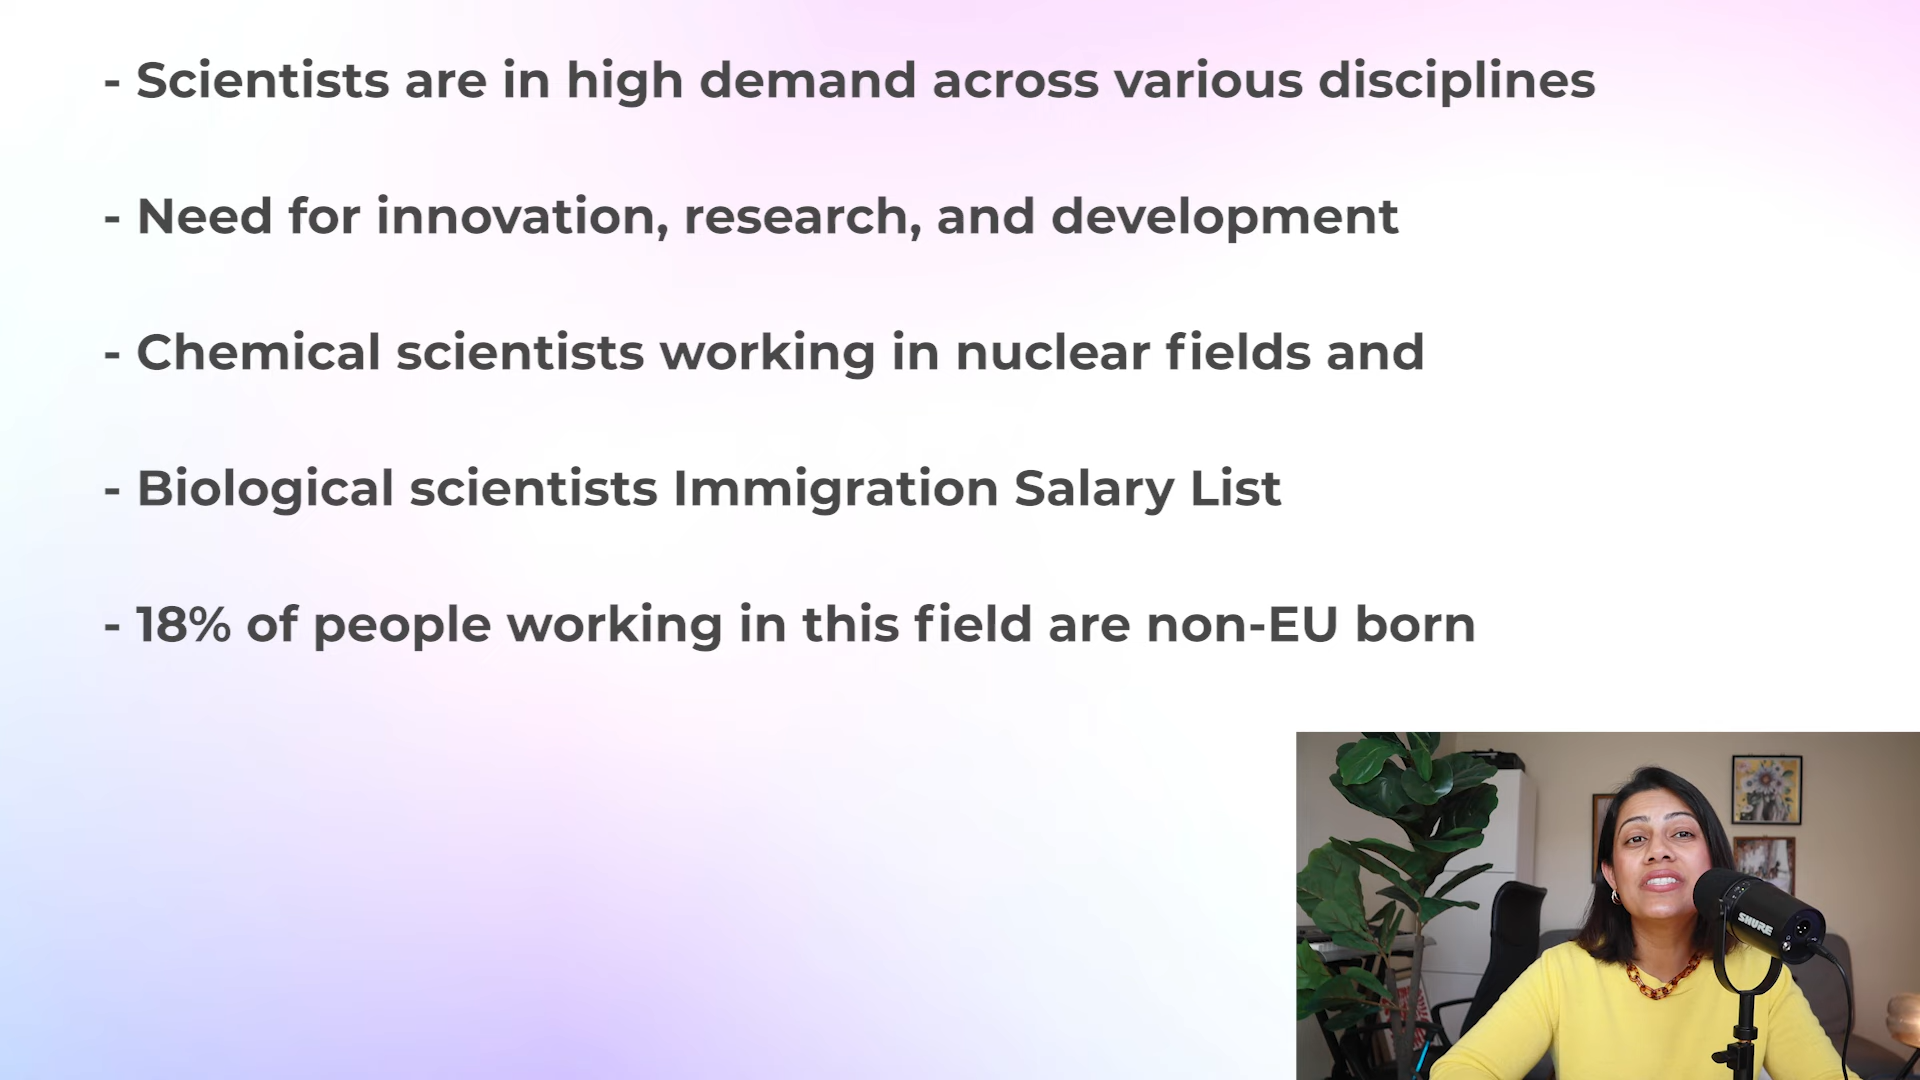 - Scientists are in high demand across various disciplines
- Need for innovation, research, and development
- Chemical scientists working in nuclear fields and
- Biological scientists Immigration Salary List
- 18% of people working in this field are non-EU born
SHURE